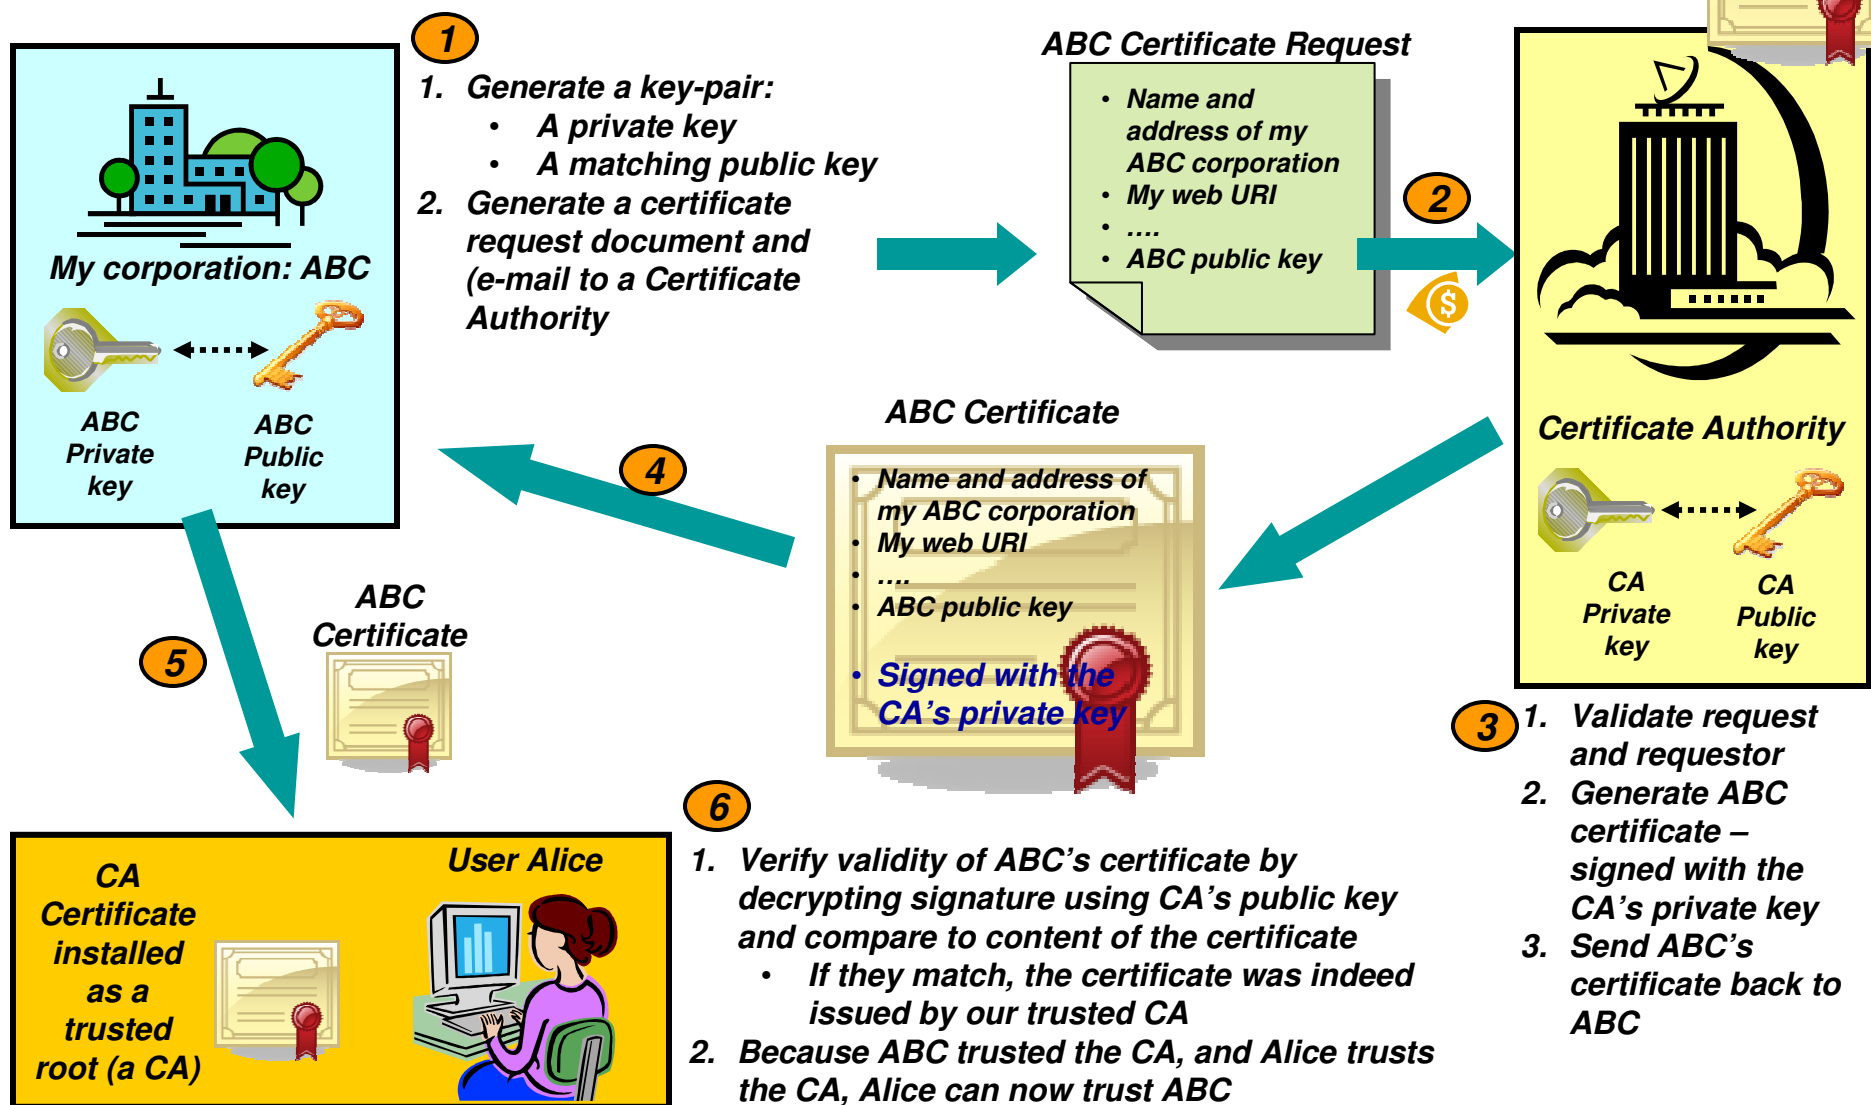 1
1. Generate a key-pair:
• A private key
• A matching public key
2. Generate a certificate
request document and
(e-mail to a Certificate
Authority
My corporation: ABC
ABC
Private
key
ABC
Public
key
ABC Certificate Request
• Name and
address of my
ABC corporation
• My web URI
• ....
• ABC public key
2
$
Certificate Authority
CA
Private
key
CA
Public
key
3
1. Validate request
and requestor
2. Generate ABC
certificate –
signed with the
CA's private key
3. Send ABC's
certificate back to
ABC
ABC Certificate
• Name and address of
my ABC corporation
• My web URI
• ....
• ABC public key
• Signed with the
CA's private key
4
5
ABC
Certificate
CA
Certificate
installed
as a
trusted
root (a CA)
User Alice
6
1. Verify validity of ABC's certificate by
decrypting signature using CA's public key
and compare to content of the certificate
• If they match, the certificate was indeed
issued by our trusted CA
2. Because ABC trusted the CA, and Alice trusts
the CA, Alice can now trust ABC